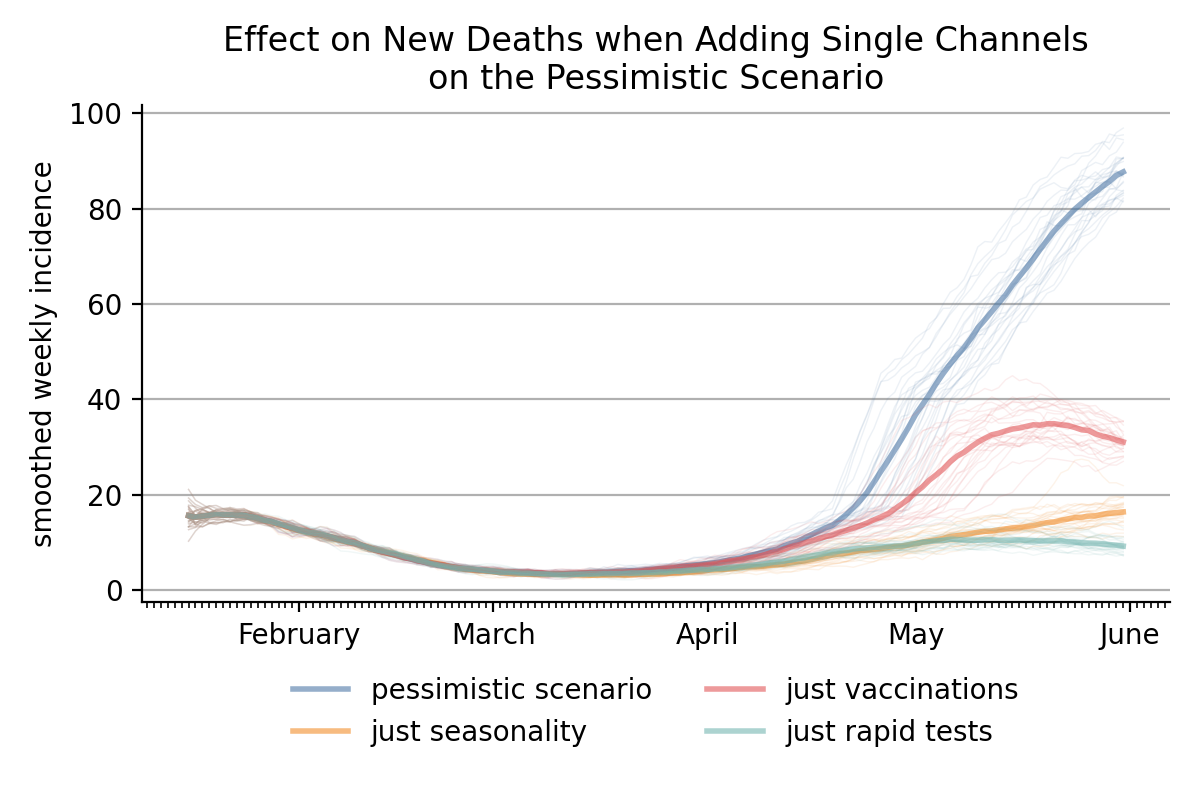 Effect on New Deaths when Adding Single Channels
on the Pessimistic Scenario
smoothed weekly incidence
100
80
60
40
20
0
February March April May June
pessimistic scenario just vaccinations
just seasonality just rapid tests